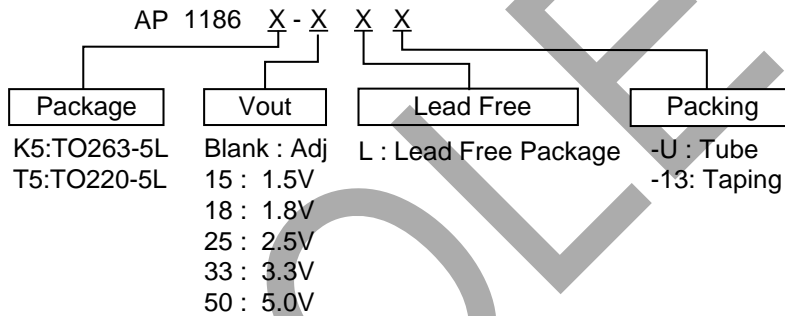 AP 1186 X - X X X
Package Vout Lead Free Packing
K5:TO263-5L Blank : Adj L : Lead Free Package -U : Tube
T5:TO220-5L 15 : 1.5V -13: Taping
18 : 1.8V
25 : 2.5V
33 : 3.3V
50 : 5.0V
OLE